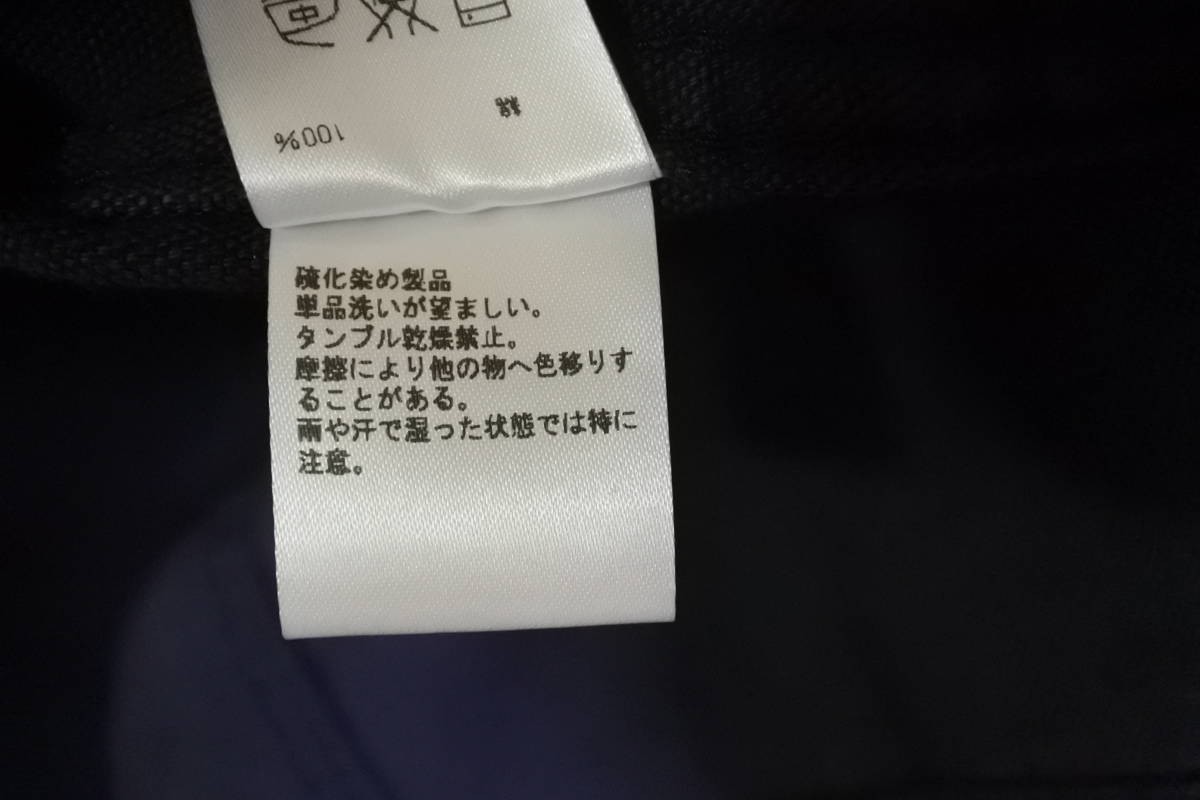 中
綿
100%
硫化染め製品
単品洗いが望ましい。
タンブル乾燥禁止。
摩擦により他の物へ色移りす
ることがある。
雨や汗で湿った状態では特に
注意。